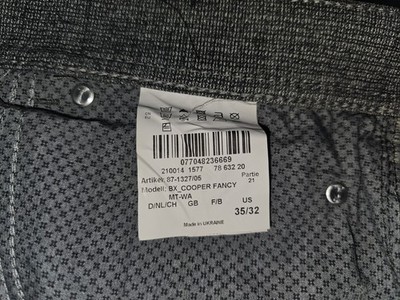 077048236669
210014 1577 78 632 20
Artikel: 87-1327/05 Partie
Modell: BX_COOPER FANCY 21
MT-WA
D/NL/CH GB F/B US
35/32
Made in UKRAINE